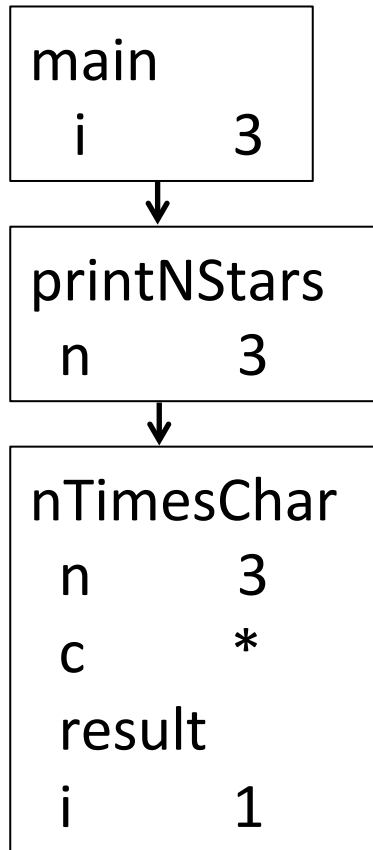 main
i 3
printNStars
n 3
nTimesChar
n 3
c *
result
i 1